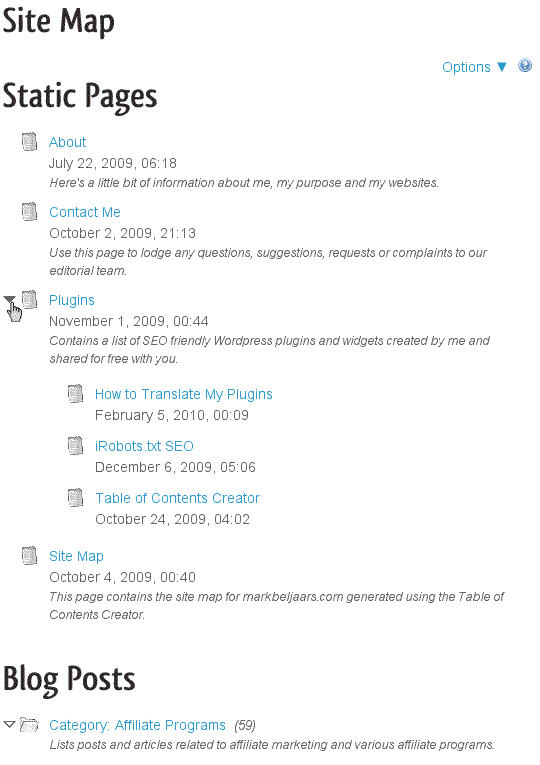 Site Map
Options ▼
Static Pages
About
July 22, 2009, 06:18
Here's a little bit of information about me, my purpose and my websites.
Contact Me
October 2, 2009, 21:13
Use this page to lodge any questions, suggestions, requests or complaints to our
editorial team.
Plugins
November 1, 2009, 00:44
Contains a list of SEO friendly Wordpress plugins and widgets created by me and
shared for free with you.
How to Translate My Plugins
February 5, 2010, 00:09
iRobots.txt SEO
December 6, 2009, 05:06
Table of Contents Creator
October 24, 2009, 04:02
Site Map
October 4, 2009, 00:40
This page contains the site map for markbeljaars.com generated using the Table of
Contents Creator.
Blog Posts
Category: Affiliate Programs (59)
Lists posts and articles related to affiliate marketing and various affiliate programs.